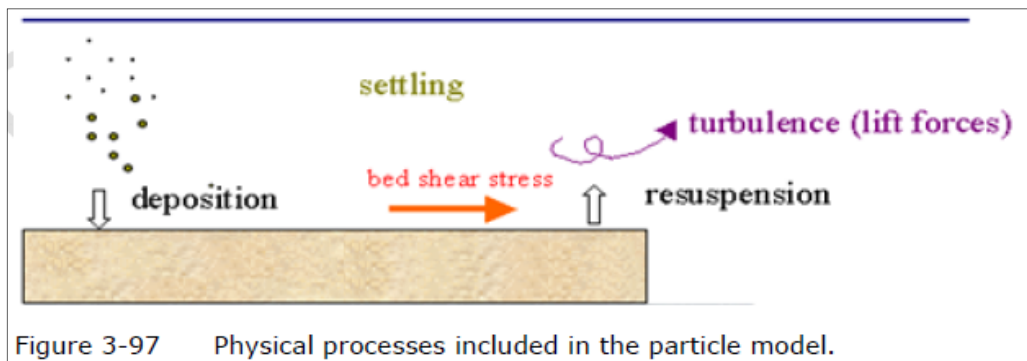 settling
turbulence (lift forces)
bed shear stress
deposition
resuspension
Figure 3-97 Physical processes included in the particle model.